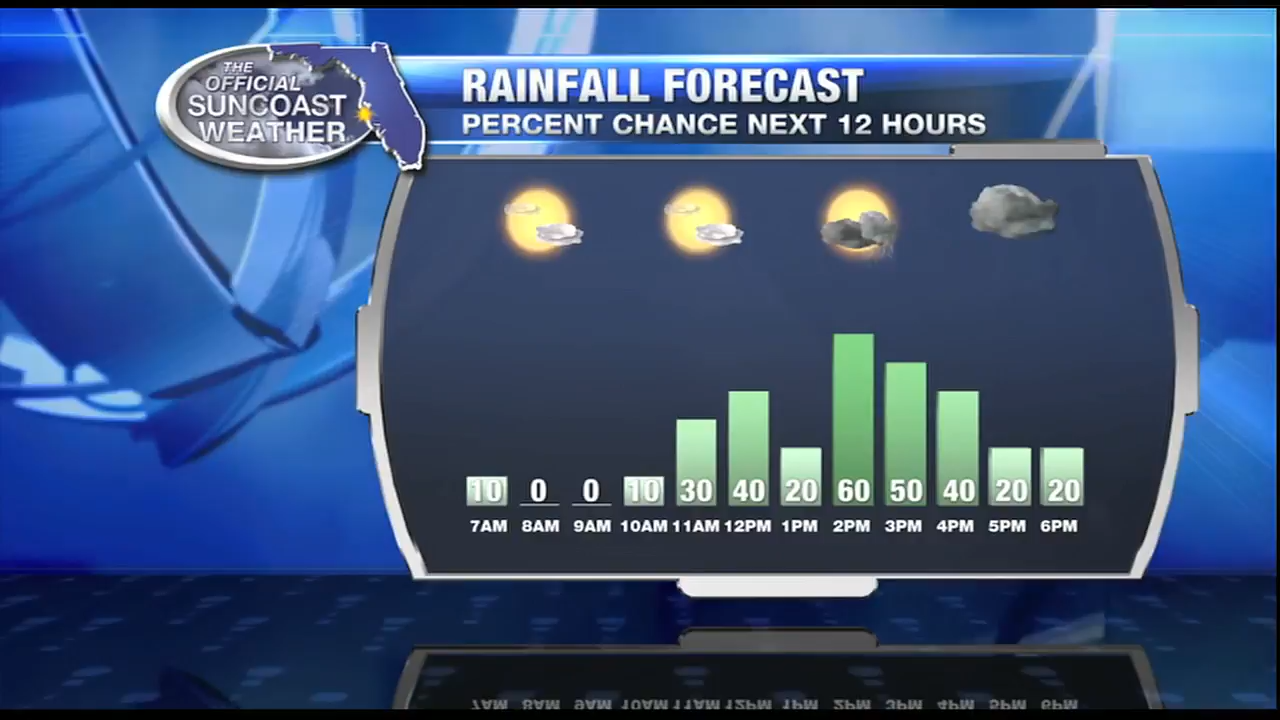 THE
OFFICIAL
SUNCOAST
WEATHER
RAINFALL FORECAST
PERCENT CHANCE NEXT 12 HOURS
10 0 0 10 30 40 20 60 50 40 20 20
7AM 8AM 9AM 10AM 11AM 12PM 1PM 2PM 3PM 4PM 5PM 6PM